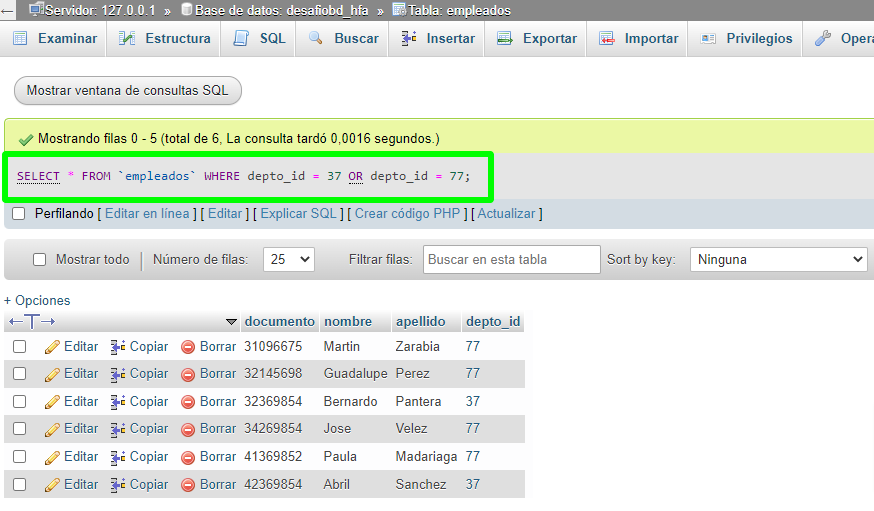 Servidor: 127.0.0.1 » Base de datos: desafiobd_hfa » Tabla: empleados
Examinar Estructura SQL Buscar Insertar Exportar Importar Privilegios Opera
Mostrar ventana de consultas SQL
Mostrando filas 0 - 5 (total de 6, La consulta tardó 0,0016 segundos.)
SELECT * FROM `empleados` WHERE depto_id = 37 OR depto_id = 77;
Perfilando [ Editar en línea ] [ Editar ] [ Explicar SQL ] [ Crear código PHP ] [ Actualizar ]
Mostrar todo Número de filas: 25 Filtrar filas: Buscar en esta tabla Sort by key: Ninguna
+ Opciones
←T→ documento nombre apellido depto_id
Editar Copiar Borrar 31096675 Martin Zarabia 77
Editar Copiar Borrar 32145698 Guadalupe Perez 77
Editar Copiar Borrar 32369854 Bernardo Pantera 37
Editar Copiar Borrar 34269854 Jose Velez 77
Editar Copiar Borrar 41369852 Paula Madariaga 77
Editar Copiar Borrar 42369854 Abril Sanchez 37